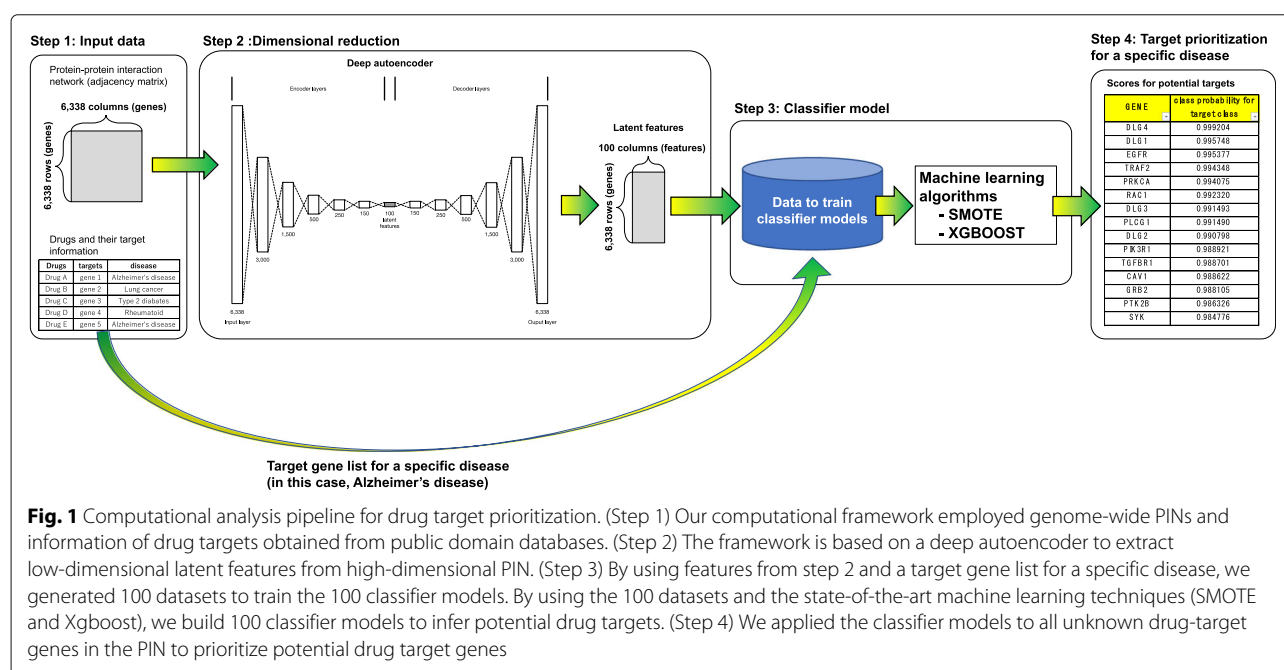 Step 1: Input data
Protein-protein interaction
network (adjacency matrix)
6,338 columns (genes)
6,338 rows (genes)
Drugs and their target
information
Drugs targets disease
Drug A gene 1 Alzheimer's disease
Drug B gene 2 Lung cancer
Drug C gene 3 Type 2 diabates
Drug D gene 4 Rheumatoid
Drug E gene 5 Alzheimer's disease
Step 2 :Dimensional reduction
Deep autoencoder
Encoder layers
Decoder layers
6,338
Input layer
3,000
1,500
500
250
150
100
latent
features
150
250
500
1,500
3,000
6,338
Ouput layer
Latent features
100 columns (features)
6,338 rows (genes)
Step 3: Classifier model
Data to train
classifier models
Machine learning
algorithms
- SMOTE
- XGBOOST
Step 4: Target prioritization
for a specific disease
Scores for potential targets
GENE class probability for
target class
DLG4 0.999204
DLG1 0.995748
EGFR 0.995377
TRAF2 0.994348
PRKCA 0.994075
RAC1 0.992320
DLG3 0.991493
PLCG1 0.991490
DLG2 0.990798
PIK3R1 0.988921
TGFBR1 0.988701
CAV1 0.988622
GRB2 0.988105
PTK2B 0.986326
SYK 0.984776
Target gene list for a specific disease
(in this case, Alzheimer's disease)
Fig. 1 Computational analysis pipeline for drug target prioritization. (Step 1) Our computational framework employed genome-wide PINs and
information of drug targets obtained from public domain databases. (Step 2) The framework is based on a deep autoencoder to extract
low-dimensional latent features from high-dimensional PIN. (Step 3) By using features from step 2 and a target gene list for a specific disease, we
generated 100 datasets to train the 100 classifier models. By using the 100 datasets and the state-of-the-art machine learning techniques (SMOTE
and Xgboost), we build 100 classifier models to infer potential drug targets. (Step 4) We applied the classifier models to all unknown drug-target
genes in the PIN to prioritize potential drug target genes